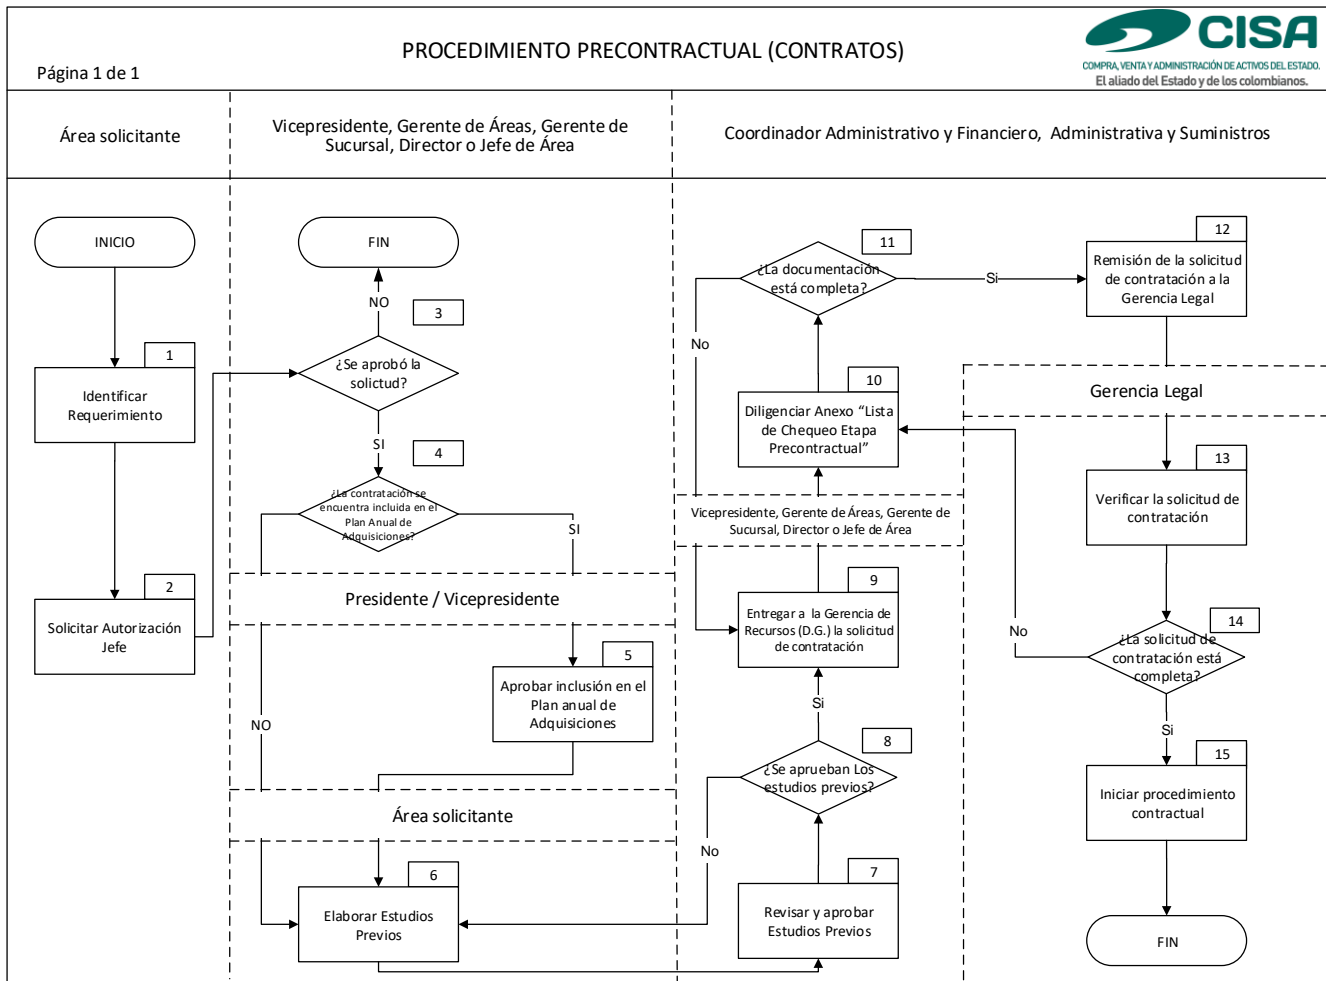 PROCEDIMIENTO PRECONTRACTUAL (CONTRATOS)
Página 1 de 1
CISA
COMPRA, VENTA Y ADMINISTRACIÓN DE ACTIVOS DEL ESTADO.
El aliado del Estado y de los colombianos.
Área solicitante
Vicepresidente, Gerente de Áreas, Gerente de
Sucursal, Director o Jefe de Área
Coordinador Administrativo y Financiero, Administrativa y Suministros
INICIO
1
Identificar
Requerimiento
2
Solicitar Autorización
Jefe
FIN
NO
3
¿Se aprobó la
solictud?
SI
4
¿La contratación se
encuentra incluida en el
Plan Anual de
Adquisiciones?
SI
Presidente / Vicepresidente
5
Aprobar inclusión en el
Plan anual de
Adquisiciones
NO
Área solicitante
6
Elaborar Estudios
Previos
7
Revisar y aprobar
Estudios Previos
8
¿Se aprueban Los
estudios previos?
No
Si
9
Entregar a la Gerencia de
Recursos (D.G.) la solicitud
de contratación
Vicepresidente, Gerente de Áreas, Gerente de
Sucursal, Director o Jefe de Área
10
Diligenciar Anexo “Lista
de Chequeo Etapa
Precontractual”
11
¿La documentación
está completa?
No
Si
12
Remisión de la solicitud
de contratación a la
Gerencia Legal
Gerencia Legal
13
Verificar la solicitud de
contratación
14
¿La solicitud de
contratación está
completa?
No
Si
15
Iniciar procedimiento
contractual
FIN